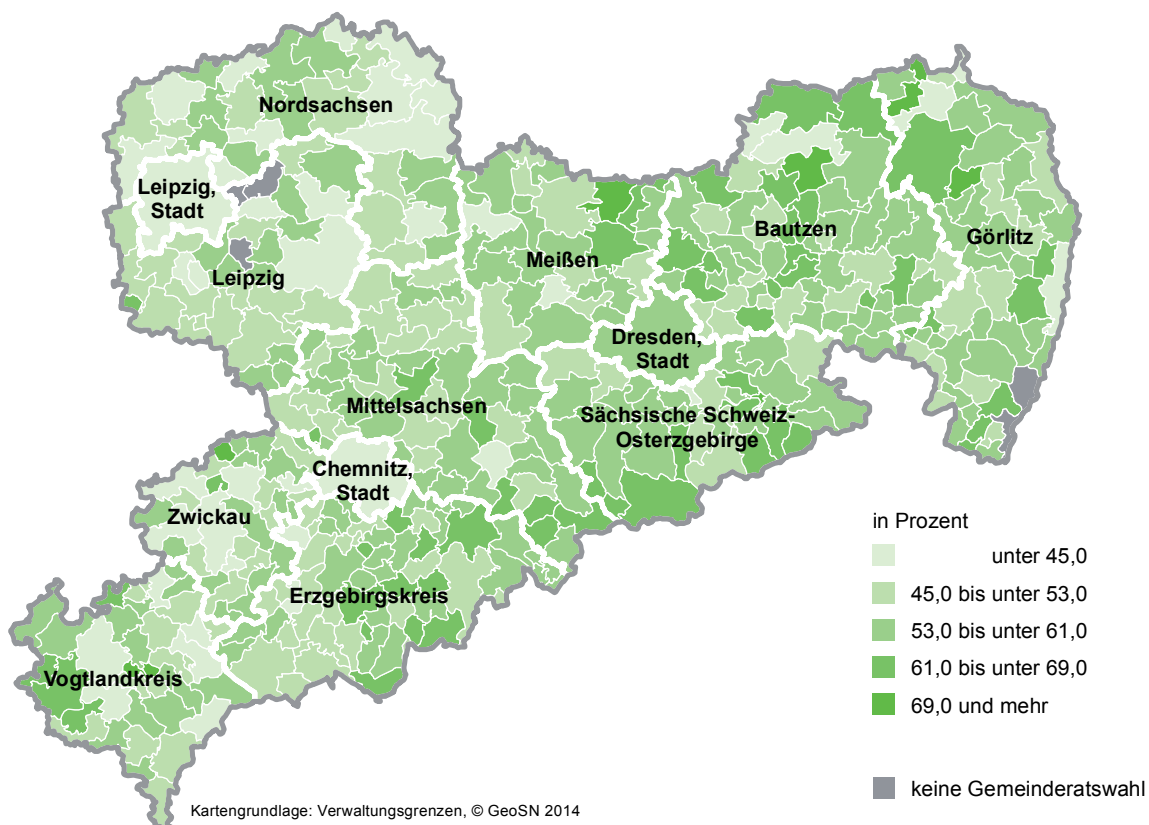 Nordsachsen
Leipzig,
Stadt
Leipzig
Meißen
Bautzen
Görlitz
Dresden,
Stadt
Mittelsachsen
Sächsische Schweiz-
Osterzgebirge
Chemnitz,
Stadt
Zwickau
Erzgebirgskreis
Vogtlandkreis
in Prozent
unter 45,0
45,0 bis unter 53,0
53,0 bis unter 61,0
61,0 bis unter 69,0
69,0 und mehr
keine Gemeinderatswahl
Kartengrundlage: Verwaltungsgrenzen, © GeoSN 2014